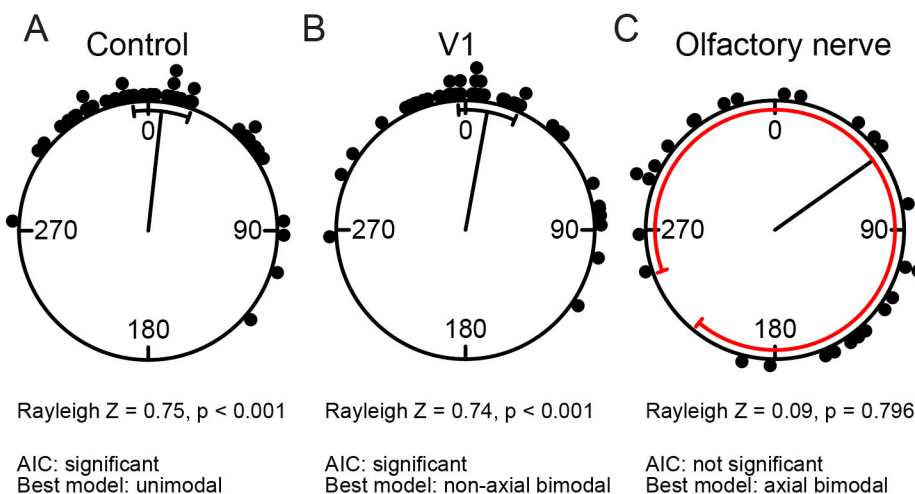 A
Control
B
V1
C
Olfactory nerve
0
0
0
270
90
270
90
270
90
180
180
180
Rayleigh Z = 0.75, p < 0.001
Rayleigh Z = 0.74, p < 0.001
Rayleigh Z = 0.09, p = 0.796
AIC: significant
AIC: significant
AIC: not significant
Best model: unimodal
Best model: non-axial bimodal
Best model: axial bimodal